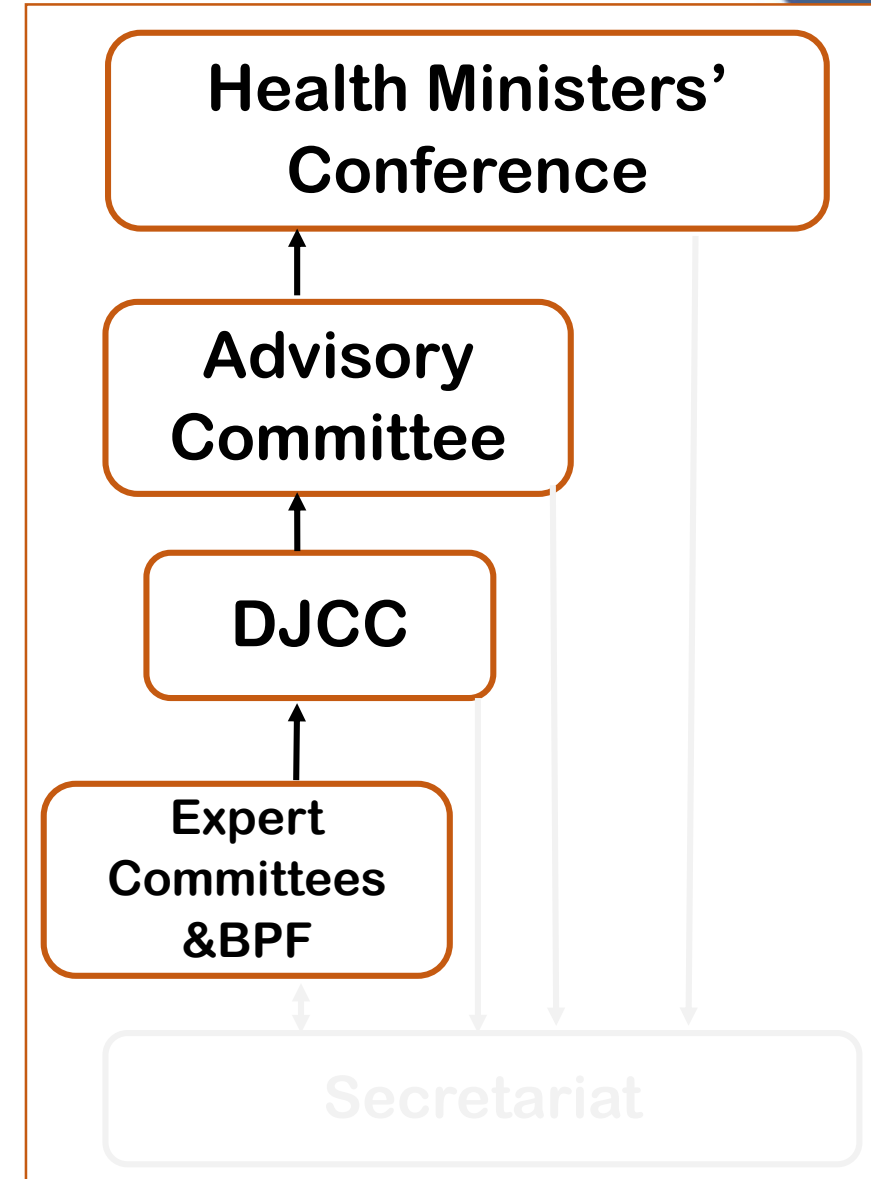 Health Ministers’
Conference
Advisory
Committee
DJCC
Expert
Committees
&BPF
Secretariat